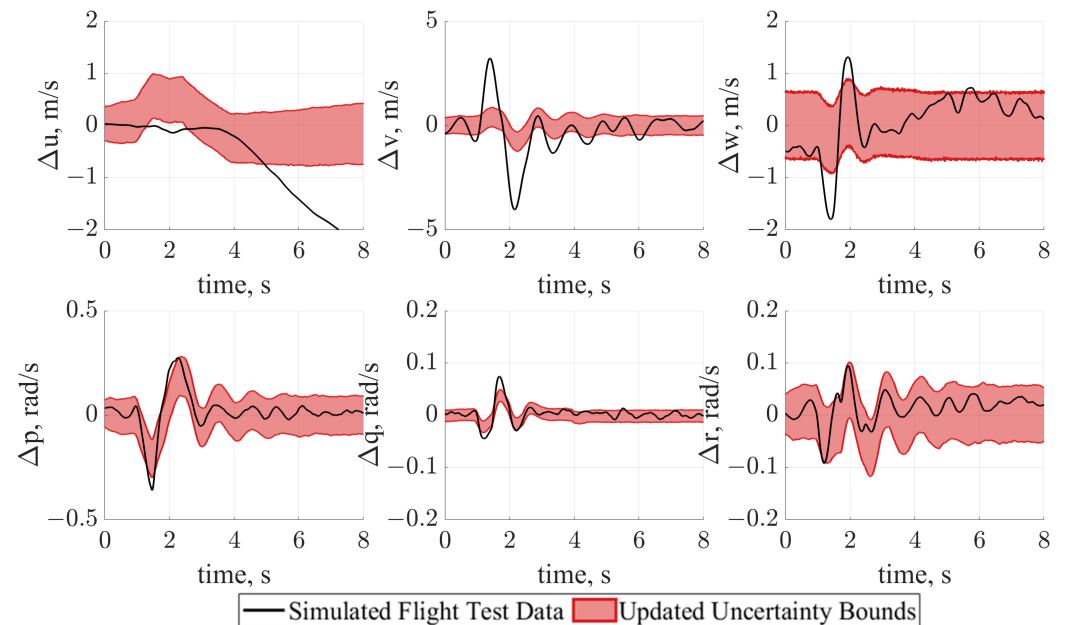 2
1
0
−1
−2
Δu, m/s
0 2 4 6 8
time, s
5
0
−5
Δv, m/s
0 2 4 6 8
time, s
2
1
0
−1
−2
Δw, m/s
0 2 4 6 8
time, s
0.5
0
−0.5
Δp, rad/s
0 2 4 6 8
time, s
0.2
0.1
0
−0.1
−0.2
Δq, rad/s
0 2 4 6 8
time, s
0.2
0.1
0
−0.1
−0.2
Δr, rad/s
0 2 4 6 8
time, s
Simulated Flight Test Data Updated Uncertainty Bounds